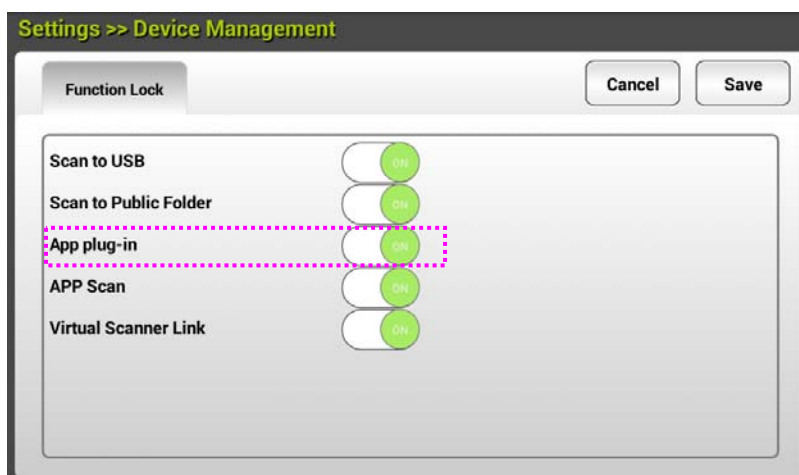 Settings >> Device Management
Function Lock
Cancel
Save
Scan to USB
ON
Scan to Public Folder
ON
App plug-in
ON
APP Scan
ON
Virtual Scanner Link
ON